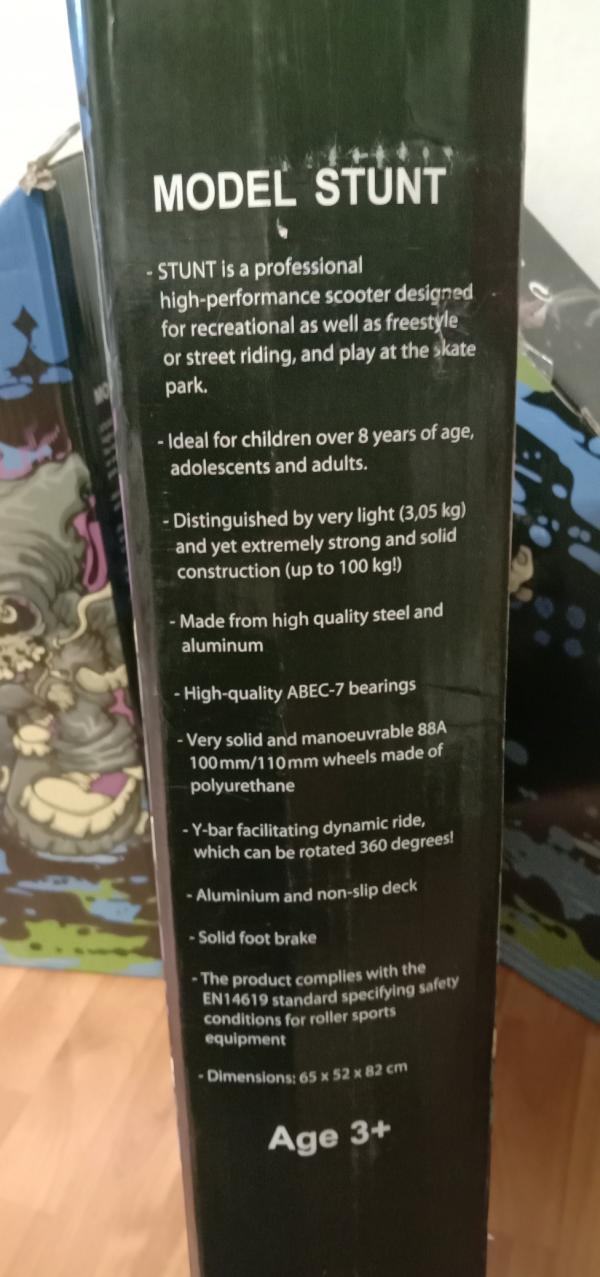 MODEL STUNT
- STUNT is a professional
high-performance scooter designed
for recreational as well as freestyle
or street riding, and play at the skate
park.
- Ideal for children over 8 years of age,
adolescents and adults.
- Distinguished by very light (3,05 kg)
and yet extremely strong and solid
construction (up to 100 kg!)
- Made from high quality steel and
aluminum
- High-quality ABEC-7 bearings
- Very solid and manoeuvrable 88A
100mm/110mm wheels made of
polyurethane
- Y-bar facilitating dynamic ride,
which can be rotated 360 degrees!
- Aluminium and non-slip deck
- Solid foot brake
- The product complies with the
EN14619 standard specifying safety
conditions for roller sports
equipment
- Dimensions: 65 x 52 x 82 cm
Age 3+